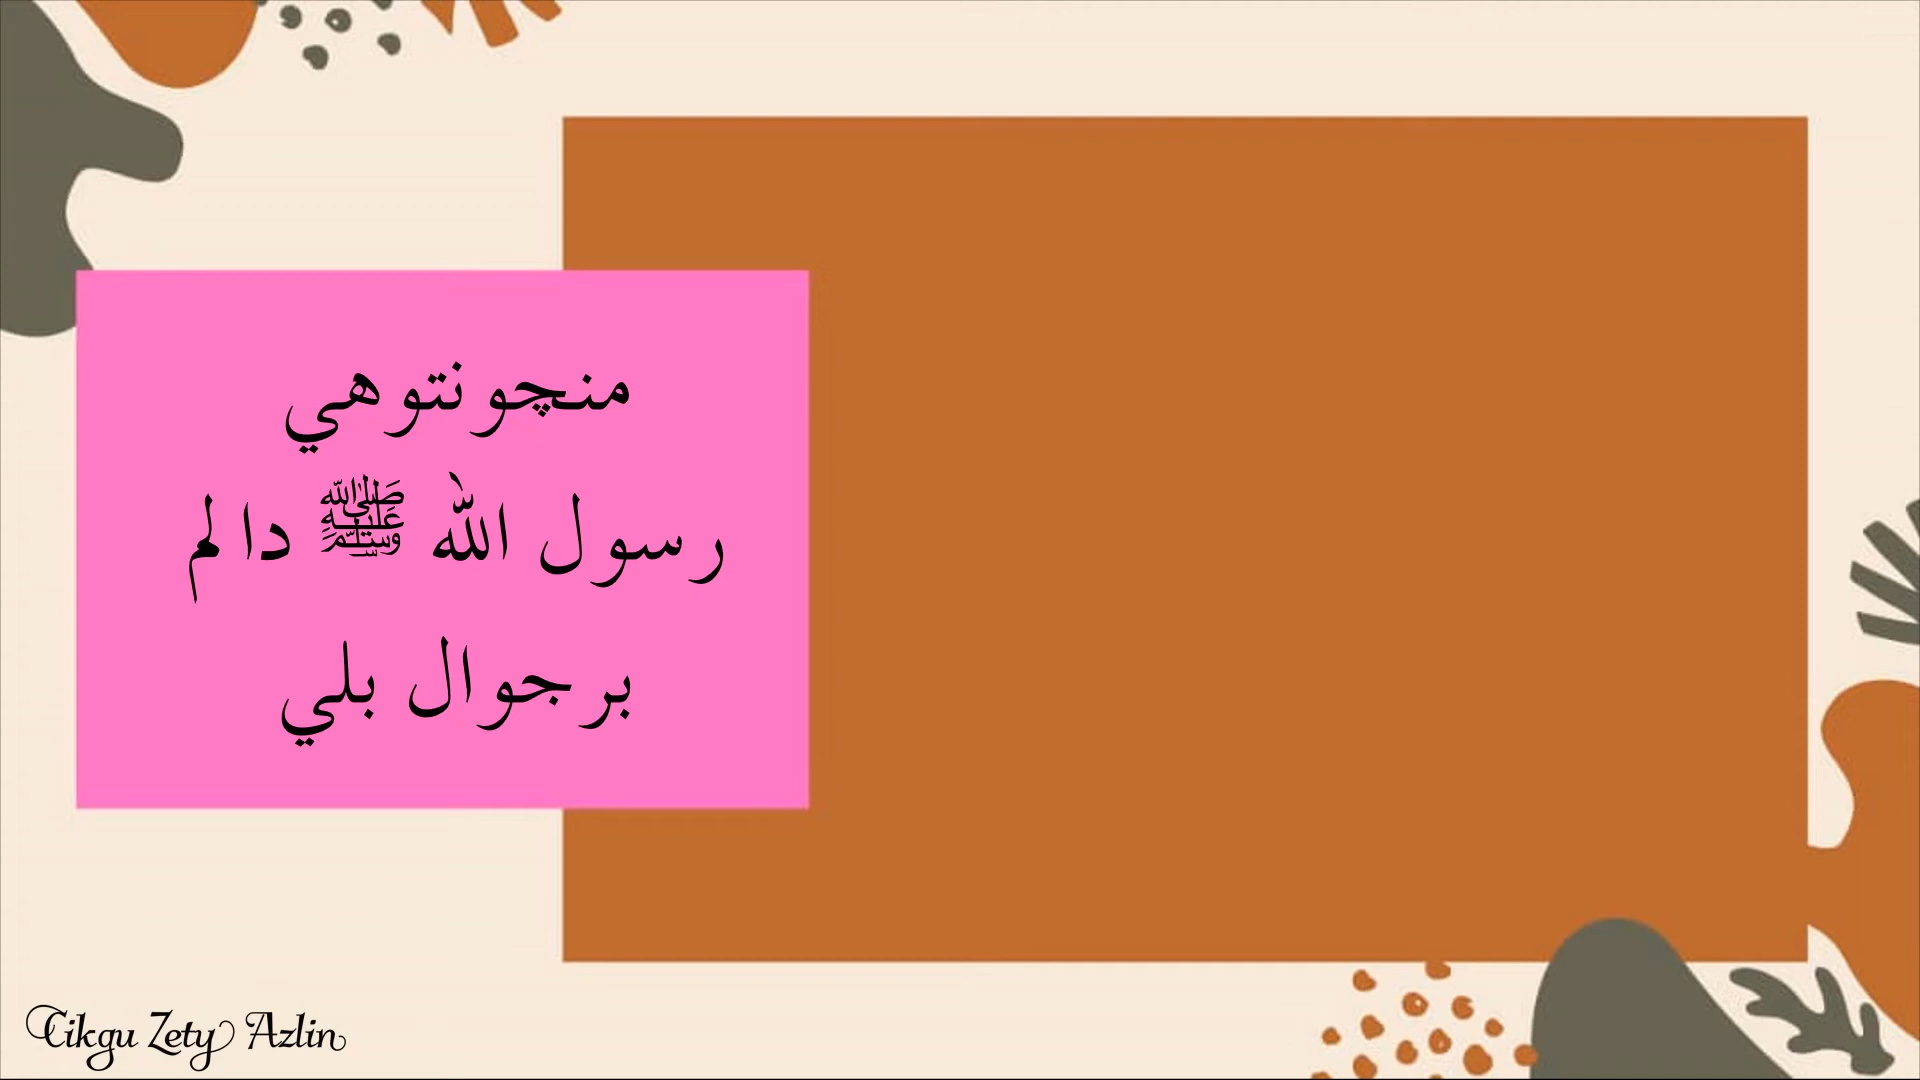 منچونتوهي
رسول الله ﷺ دالم
برجوال بلي
Cikgu Zety Azlin